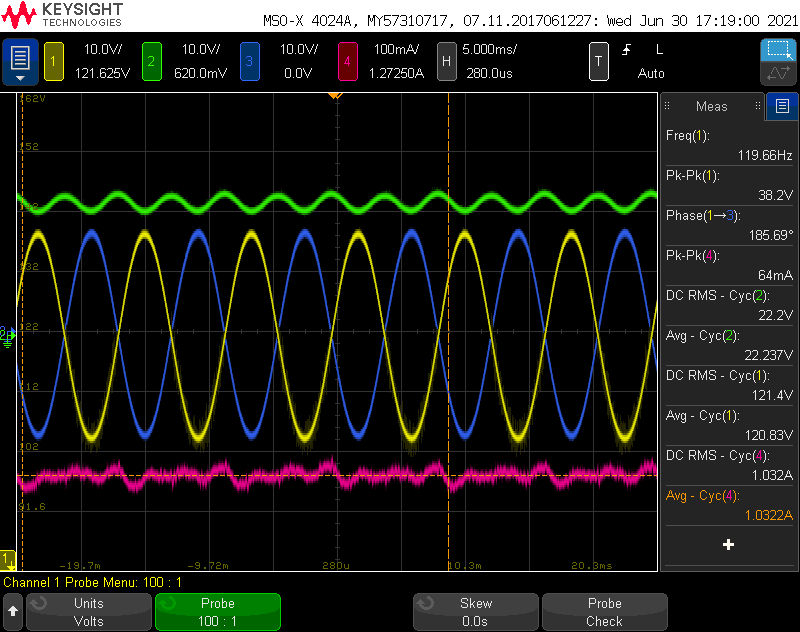 KEYSIGHT
TECHNOLOGIES
MSO-X 4024A, MY57310717, 07.11.2017061227: Wed Jun 30 17:19:00 2021
1 10.0V/ 2 10.0V/ 3 10.0V/ 4 100mA/ H 5.000ms/ T L
121.625V 620.0mV 0.0V 1.27250A 280.0us Auto
162V
152
142
132
122
112
102
91.6
-19.7m -9.72m 280u 10.3m 20.3ms
1
Meas
Freq(1):
119.66Hz
Pk-Pk(1):
38.2V
Phase(1→3):
185.69°
Pk-Pk(4):
64mA
DC RMS - Cyc(2):
22.2V
Avg - Cyc(2):
22.237V
DC RMS - Cyc(1):
121.4V
Avg - Cyc(1):
120.83V
DC RMS - Cyc(4):
1.032A
Avg - Cyc(4):
1.0322A
Channel 1 Probe Menu: 100 : 1
Units
Volts
Probe
100 : 1
Skew
0.0s
Probe
Check